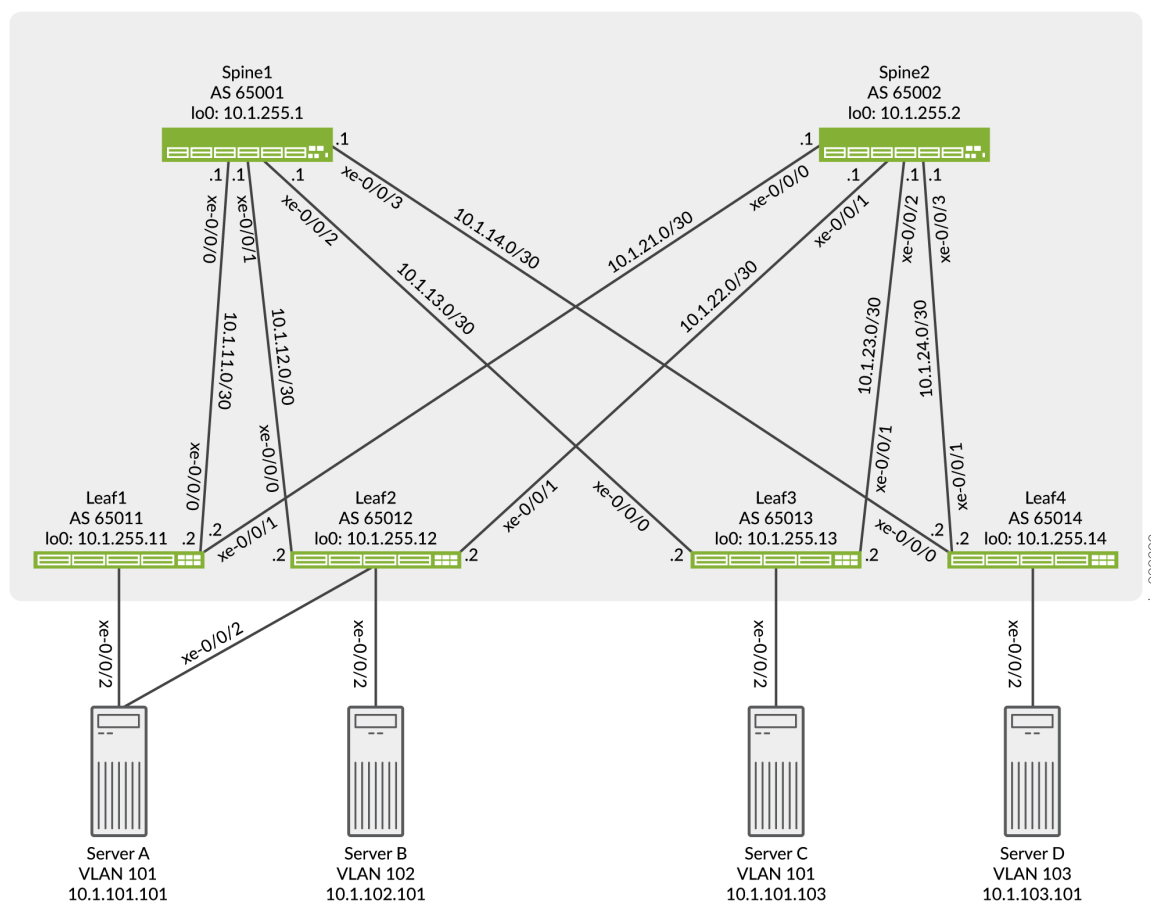 Spine1
AS 65001
lo0: 10.1.255.1
Spine2
AS 65002
lo0: 10.1.255.2
.1
.1
.1
.1
.1
.1
.1
.1
xe-0/0/0
xe-0/0/1
xe-0/0/2
xe-0/0/3
xe-0/0/0
xe-0/0/1
xe-0/0/2
xe-0/0/3
10.1.11.0/30
10.1.12.0/30
10.1.13.0/30
10.1.14.0/30
10.1.21.0/30
10.1.22.0/30
10.1.23.0/30
10.1.24.0/30
xe-0/0/0
xe-0/0/1
xe-0/0/0
xe-0/0/1
xe-0/0/0
xe-0/0/1
xe-0/0/0
xe-0/0/1
Leaf1
AS 65011
lo0: 10.1.255.11
Leaf2
AS 65012
lo0: 10.1.255.12
Leaf3
AS 65013
lo0: 10.1.255.13
Leaf4
AS 65014
lo0: 10.1.255.14
.2
.2
.2
.2
.2
.2
.2
.2
xe-0/0/2
xe-0/0/2
xe-0/0/2
xe-0/0/2
xe-0/0/2
Server A
VLAN 101
10.1.101.101
Server B
VLAN 102
10.1.102.101
Server C
VLAN 101
10.1.101.103
Server D
VLAN 103
10.1.103.101